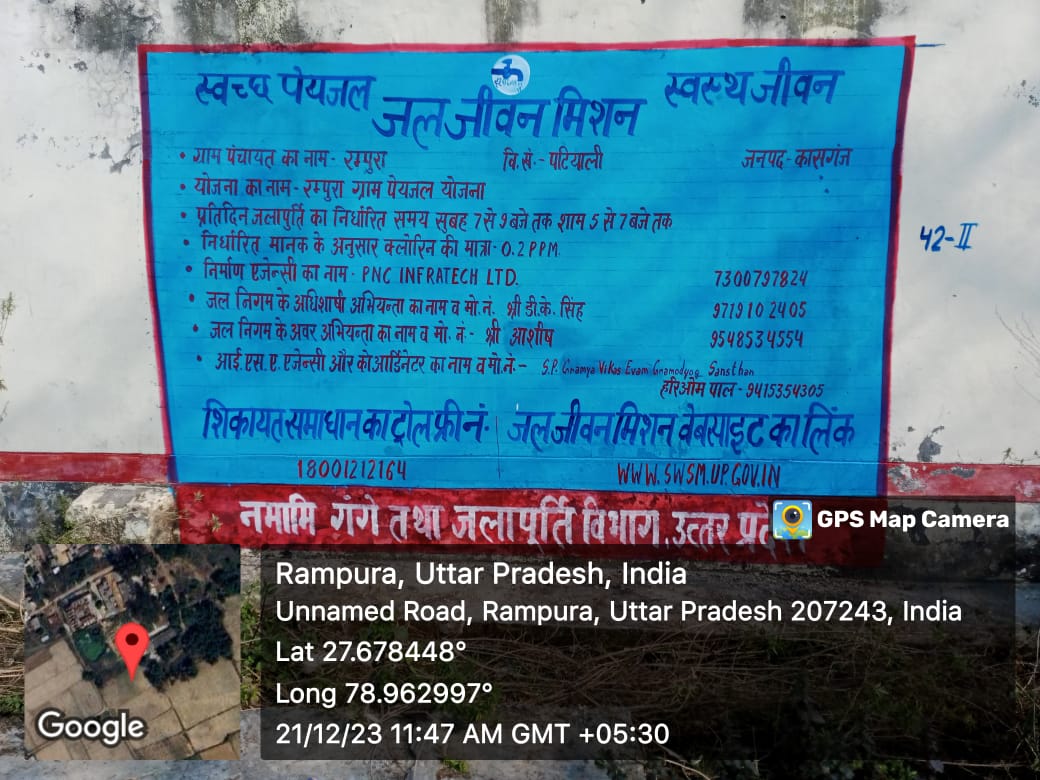 स्वच्छ पेयजल
स्वस्थ जीवन
जल जीवन मिशन
• ग्राम पंचायत का नाम - रम्पुरा वि.सं.- पटियाली जनपद-कासगंज
• योजना का नाम- रम्पुरा ग्राम पेयजल योजना
• प्रतिदिन जलापुर्ति का निर्धारित समय सुबह 7 से 9 बजे तक शाम 5 से 7 बजे तक
• निर्धारित मानक के अनुसार क्लोरिन की मात्रा- 0.2 PPM.
• निर्माण एजेन्सी का नाम - PNC INFRATECH LTD. 7300797824
• जल निगम के अधिशाषी अभियन्ता का नाम व मो.नं. श्री डी.के. सिंह 9719102405
• जल निगम के अवर अभियन्ता का नाम व मो. नं.- श्री आशीष 9548534554
• आई.एस.ए. एजेन्सी और कोआर्डिनेटर का नाम व मो.नं.- S.P. Gramya Vikas Evam Gramodyog Sansthan
हरिओम पाल - 9415354305
शिकायत समाधान का ट्रोल फ्री नं. जल जीवन मिशन वेबसाइट का लिंक
18001212164 WWW.SWSM.UP.GOV.IN
नमामि गंगे तथा जलापूर्ति विभाग, उत्तर
42-II
GPS Map Camera
Rampura, Uttar Pradesh, India
Unnamed Road, Rampura, Uttar Pradesh 207243, India
Lat 27.678448°
Long 78.962997°
21/12/23 11:47 AM GMT +05:30
Google